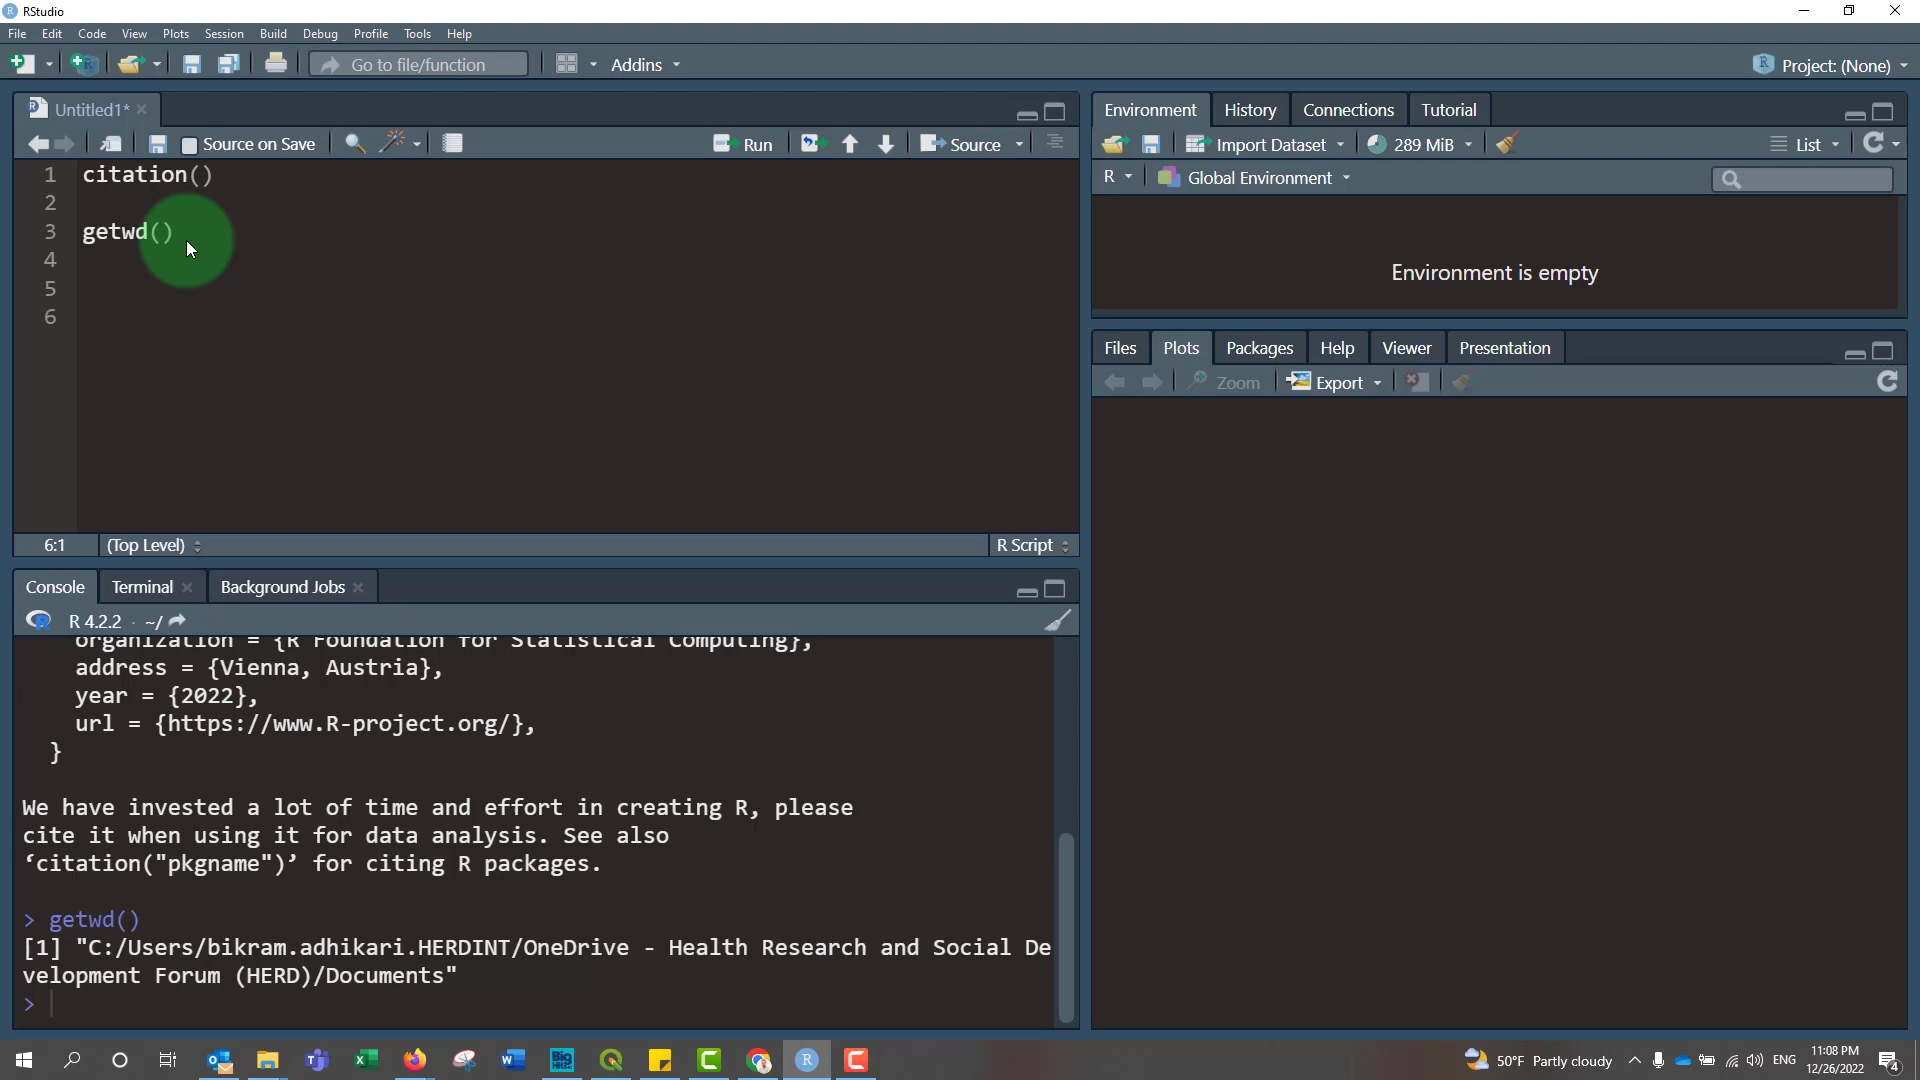 RStudio
File Edit Code View Plots Session Build Debug Profile Tools Help
Go to file/function Addins Project: (None)
Untitled1*
Source on Save Run Source
1 citation()
2
3 getwd()
4
5
6
6:1 (Top Level) R Script
Console Terminal Background Jobs
R 4.2.2 · ~/
organization = {R Foundation for Statistical Computing},
address = {Vienna, Austria},
year = {2022},
url = {https://www.R-project.org/},
}
We have invested a lot of time and effort in creating R, please
cite it when using it for data analysis. See also
‘citation("pkgname")’ for citing R packages.
> getwd()
[1] "C:/Users/bikram.adhikari.HERDINT/OneDrive - Health Research and Social De
velopment Forum (HERD)/Documents"
>
Environment History Connections Tutorial
Import Dataset 289 MiB List
R Global Environment
Environment is empty
Files Plots Packages Help Viewer Presentation
Zoom Export
50°F Partly cloudy ENG 11:08 PM
12/26/2022
4